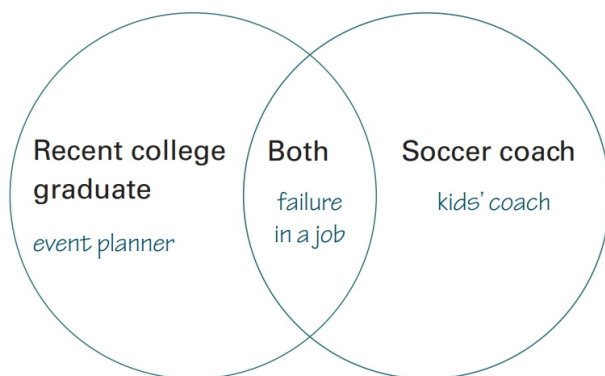 Recent college
graduate
event planner
Both
failure
in a job
Soccer coach
kids' coach